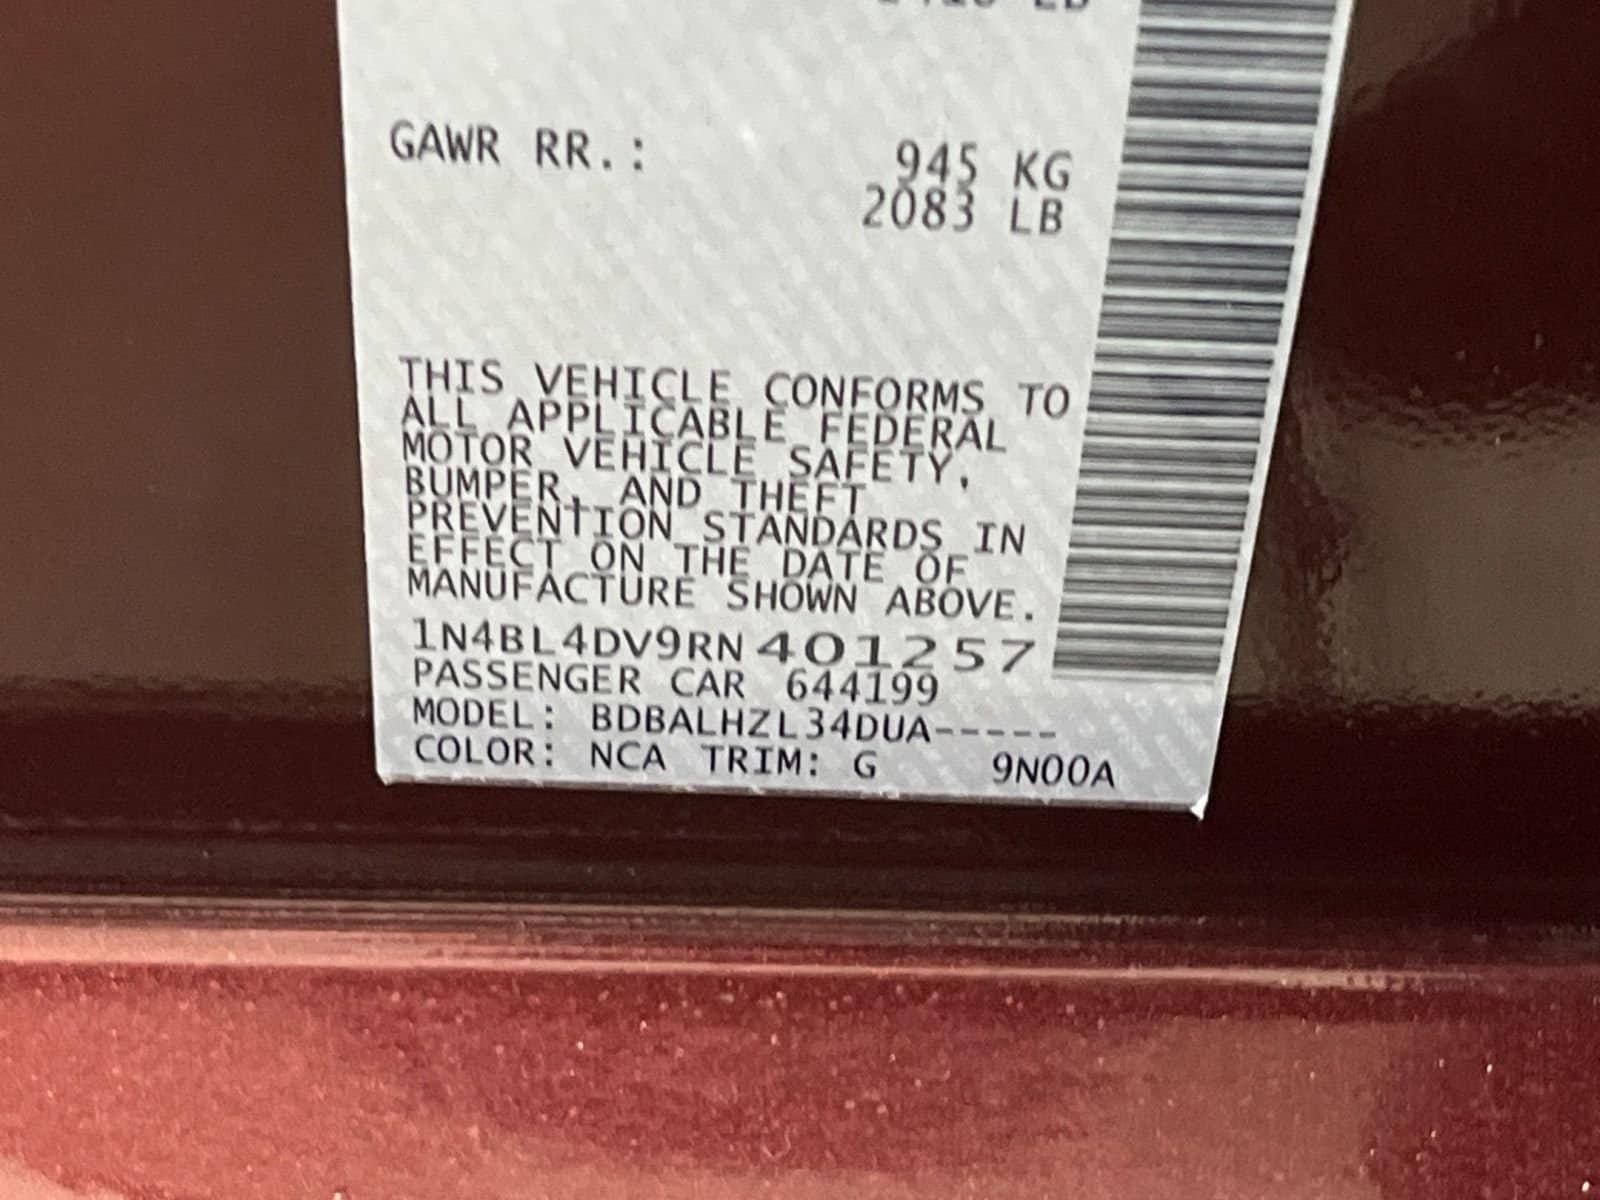 GAWR RR.: 945 KG
2083 LB
THIS VEHICLE CONFORMS TO
ALL APPLICABLE FEDERAL
MOTOR VEHICLE SAFETY,
BUMPER, AND THEFT
PREVENTION STANDARDS IN
EFFECT ON THE DATE OF
MANUFACTURE SHOWN ABOVE.
1N4BL4DV9RN401257
PASSENGER CAR 644199
MODEL: BDBALHZL34DUA-----
COLOR: NCA TRIM: G 9N00A